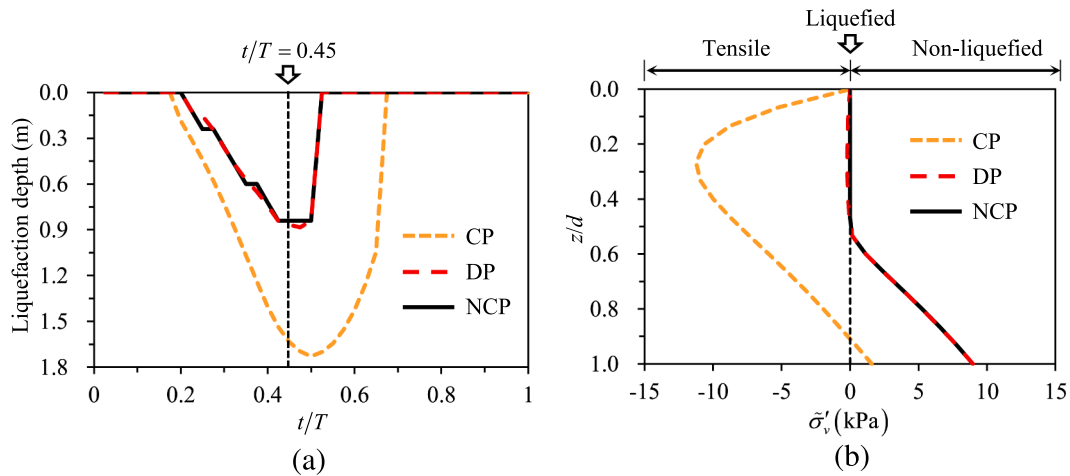 t/T = 0.45
Liquefaction depth (m)
0.0
0.3
0.6
0.9
1.2
1.5
1.8
CP
DP
NCP
0 0.2 0.4 0.6 0.8 1
t/T
(a)
Liquefied
Tensile Non-liquefied
z/d
0.0
0.2
0.4
0.6
0.8
1.0
CP
DP
NCP
-15 -10 -5 0 5 10 15
σ̃′ᵥ (kPa)
(b)